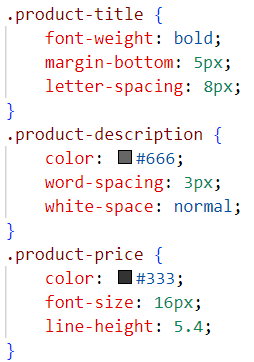 .product-title {
    font-weight: bold;
    margin-bottom: 5px;
    letter-spacing: 8px;
}
.product-description {
    color: #666;
    word-spacing: 3px;
    white-space: normal;
}
.product-price {
    color: #333;
    font-size: 16px;
    line-height: 5.4;
}